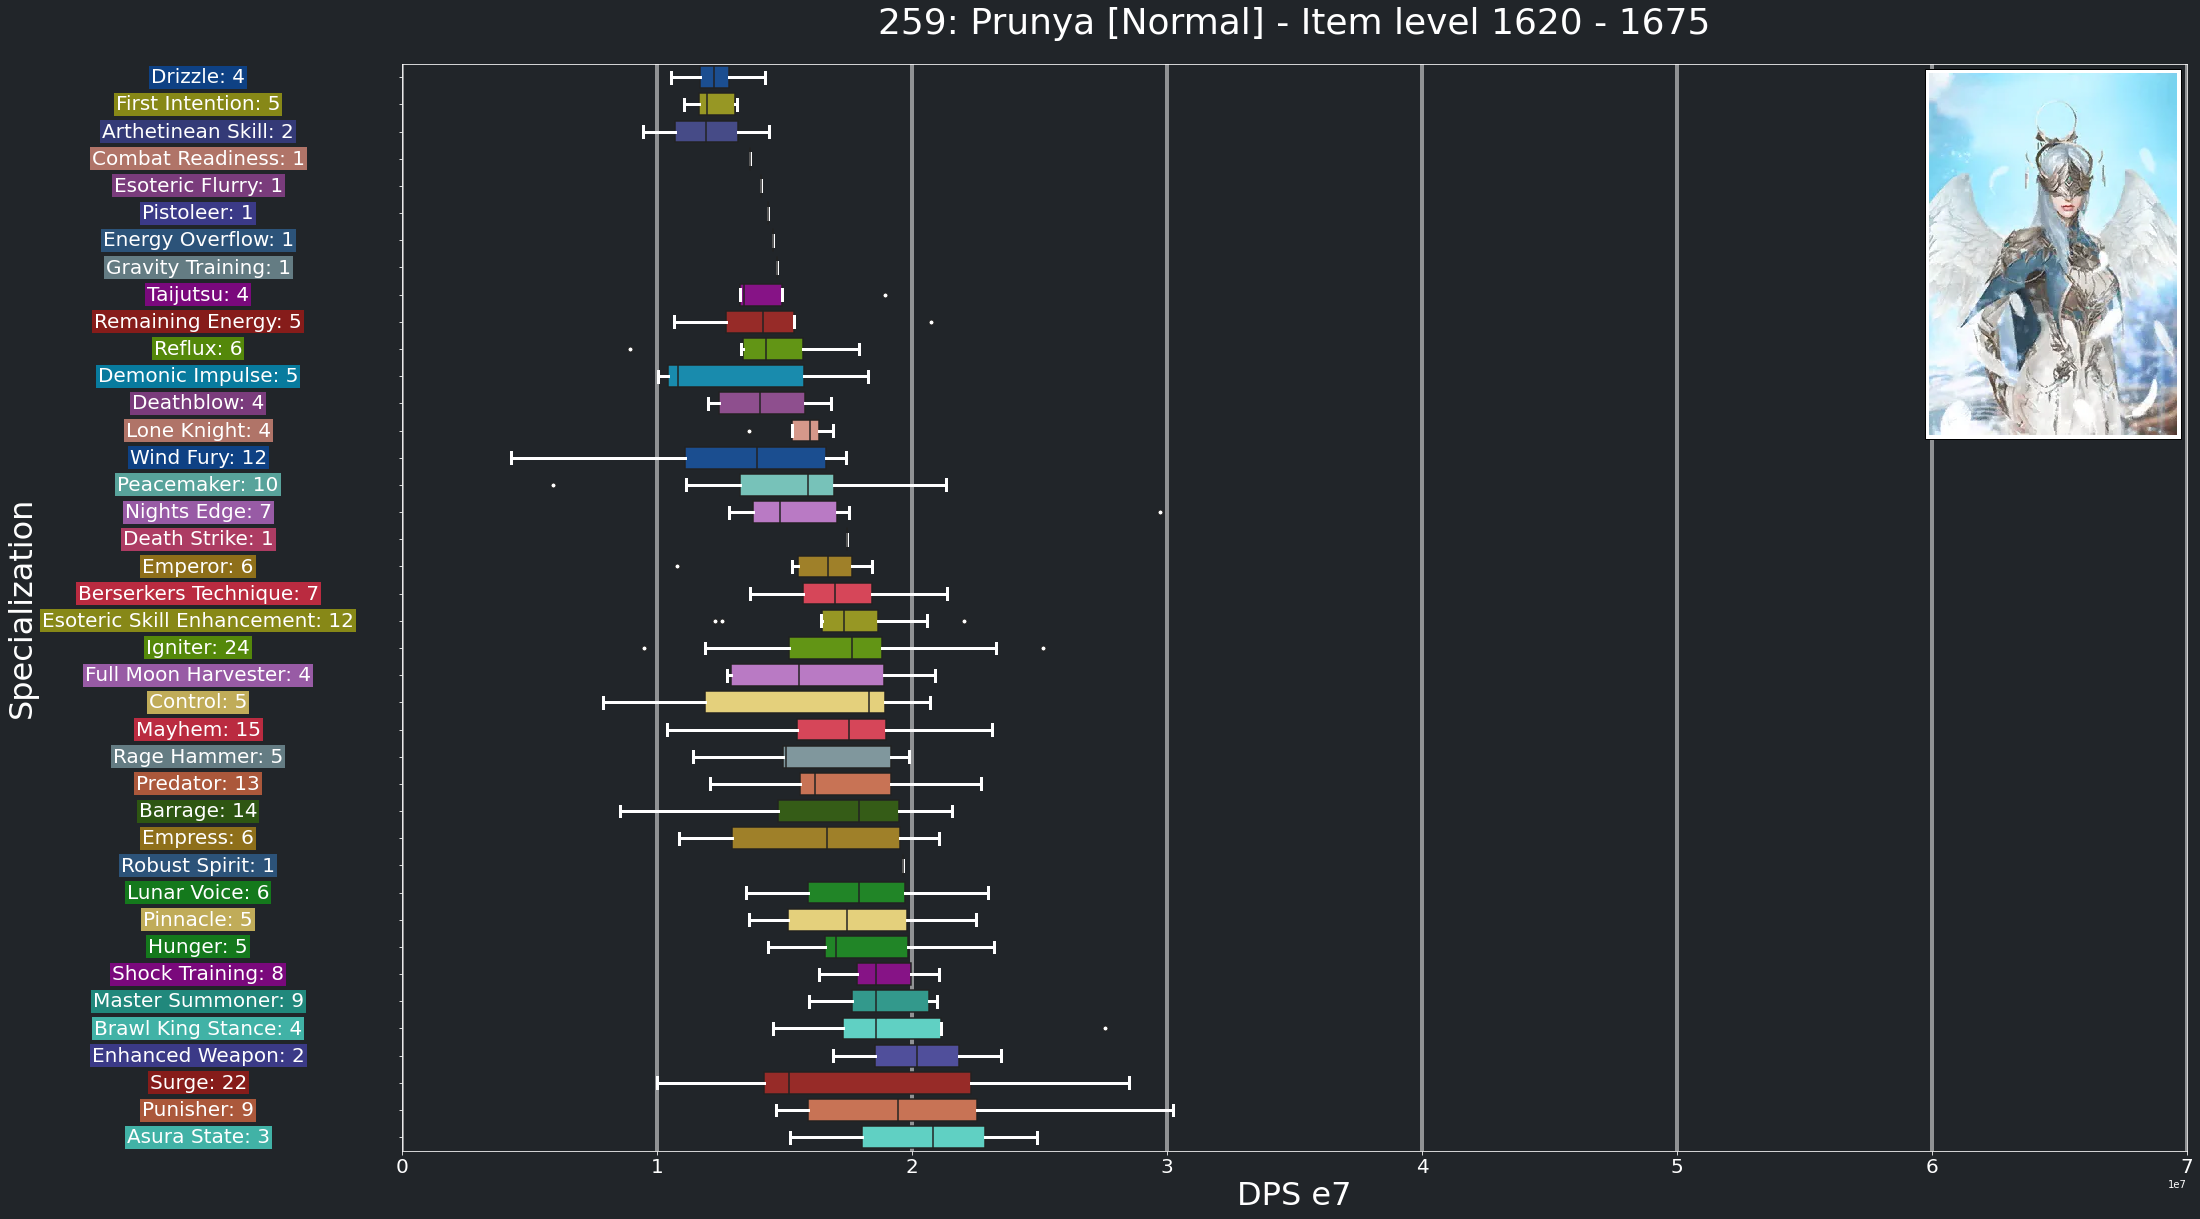 259: Prunya [Normal] - Item level 1620 - 1675
Drizzle: 4
First Intention: 5
Arthetinean Skill: 2
Combat Readiness: 1
Esoteric Flurry: 1
Pistoleer: 1
Energy Overflow: 1
Gravity Training: 1
Taijutsu: 4
Remaining Energy: 5
Reflux: 6
Demonic Impulse: 5
Deathblow: 4
Lone Knight: 4
Wind Fury: 12
Peacemaker: 10
Nights Edge: 7
Death Strike: 1
Emperor: 6
Berserkers Technique: 7
Esoteric Skill Enhancement: 12
Igniter: 24
Full Moon Harvester: 4
Control: 5
Mayhem: 15
Rage Hammer: 5
Predator: 13
Barrage: 14
Empress: 6
Robust Spirit: 1
Lunar Voice: 6
Pinnacle: 5
Hunger: 5
Shock Training: 8
Master Summoner: 9
Brawl King Stance: 4
Enhanced Weapon: 2
Surge: 22
Punisher: 9
Asura State: 3
Specialization
0 1 2 3 4 5 6 7
DPS e7
1e7